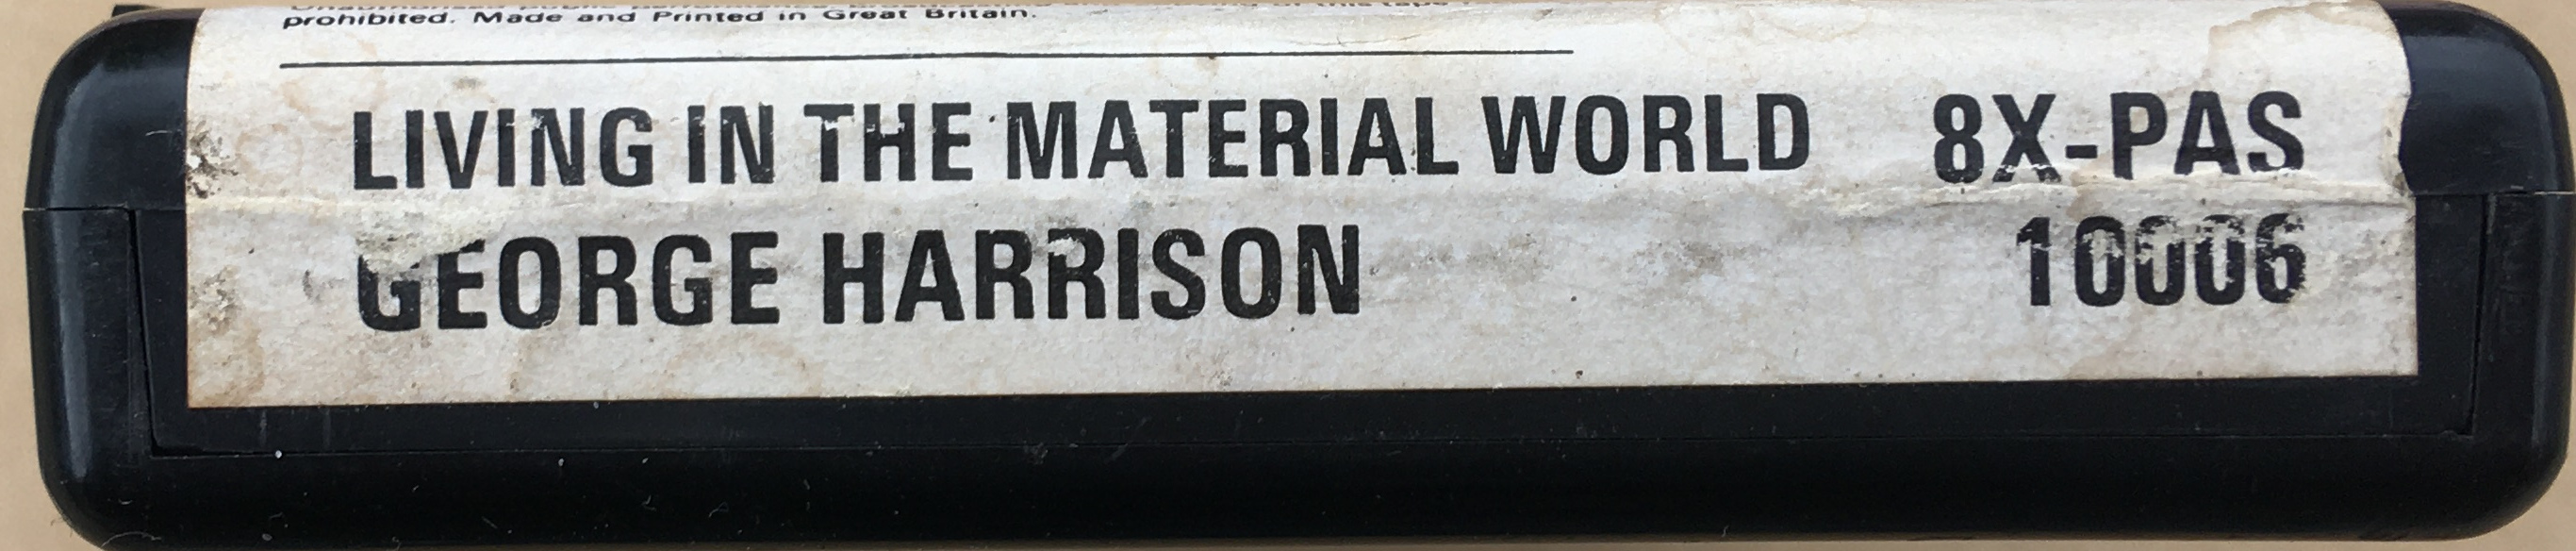 prohibited. Made and Printed in Great Britain.
LIVING IN THE MATERIAL WORLD 8X-PAS
GEORGE HARRISON 10006